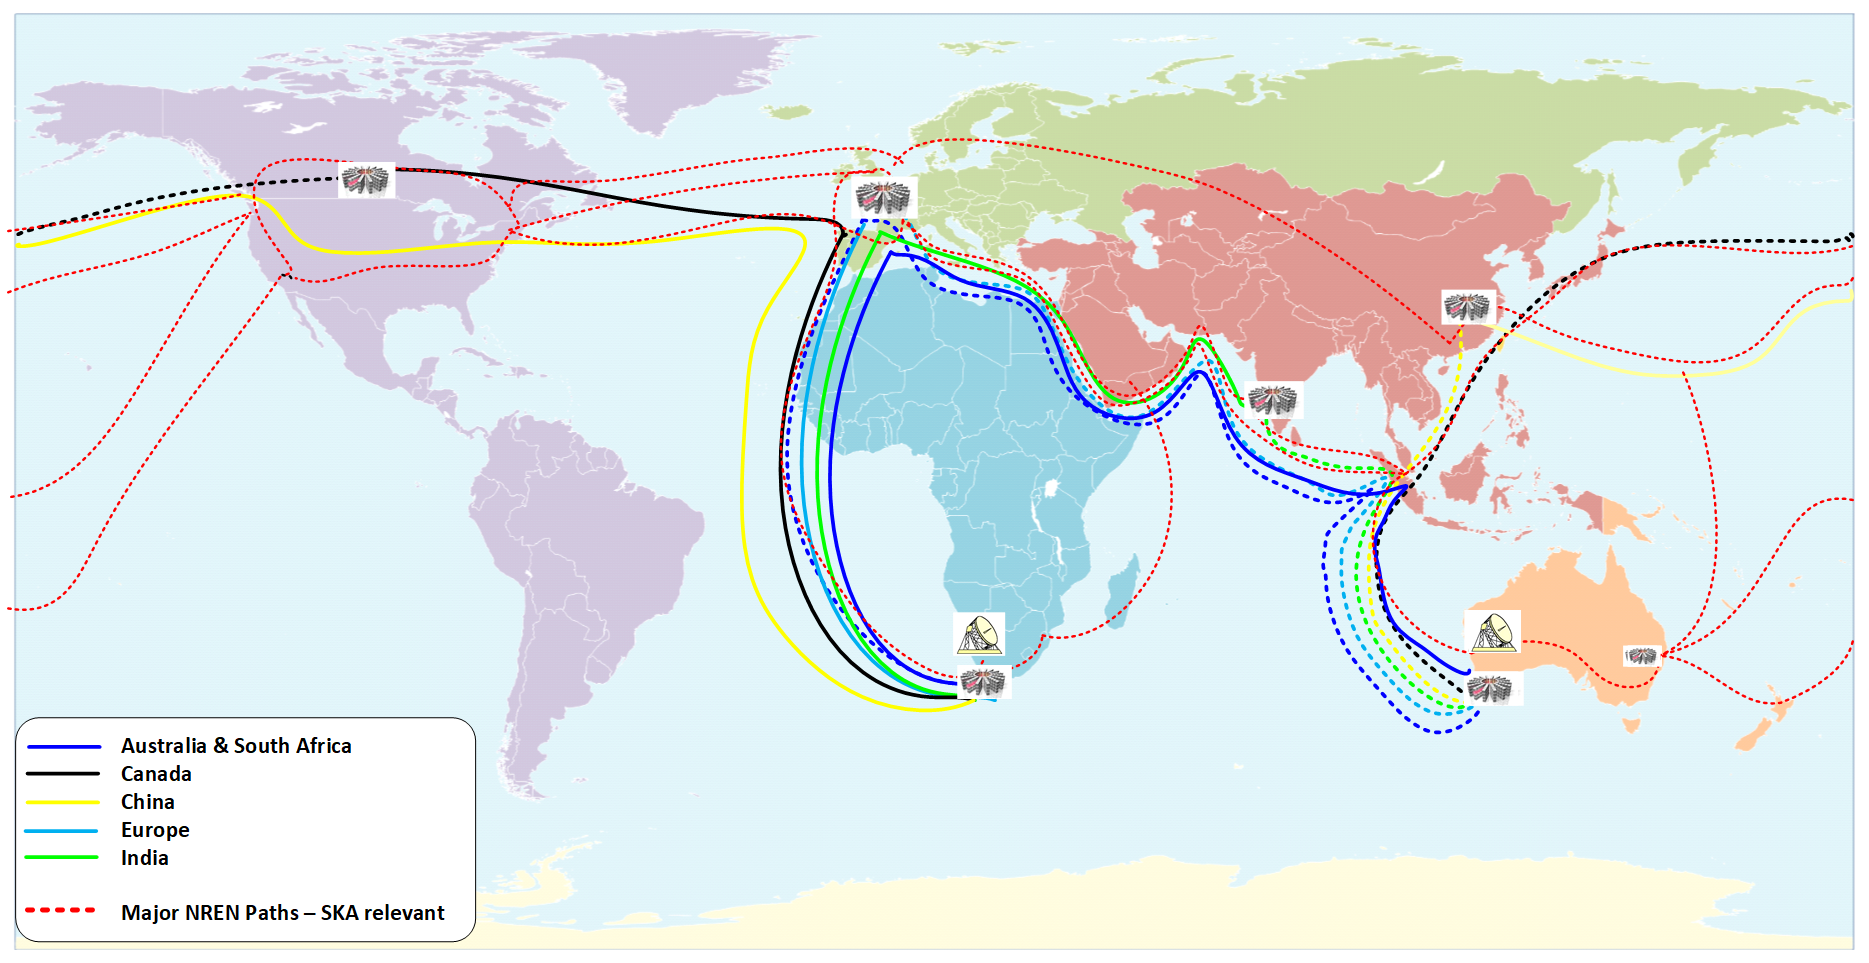 Australia & South Africa
Canada
China
Europe
India
Major NREN Paths – SKA relevant